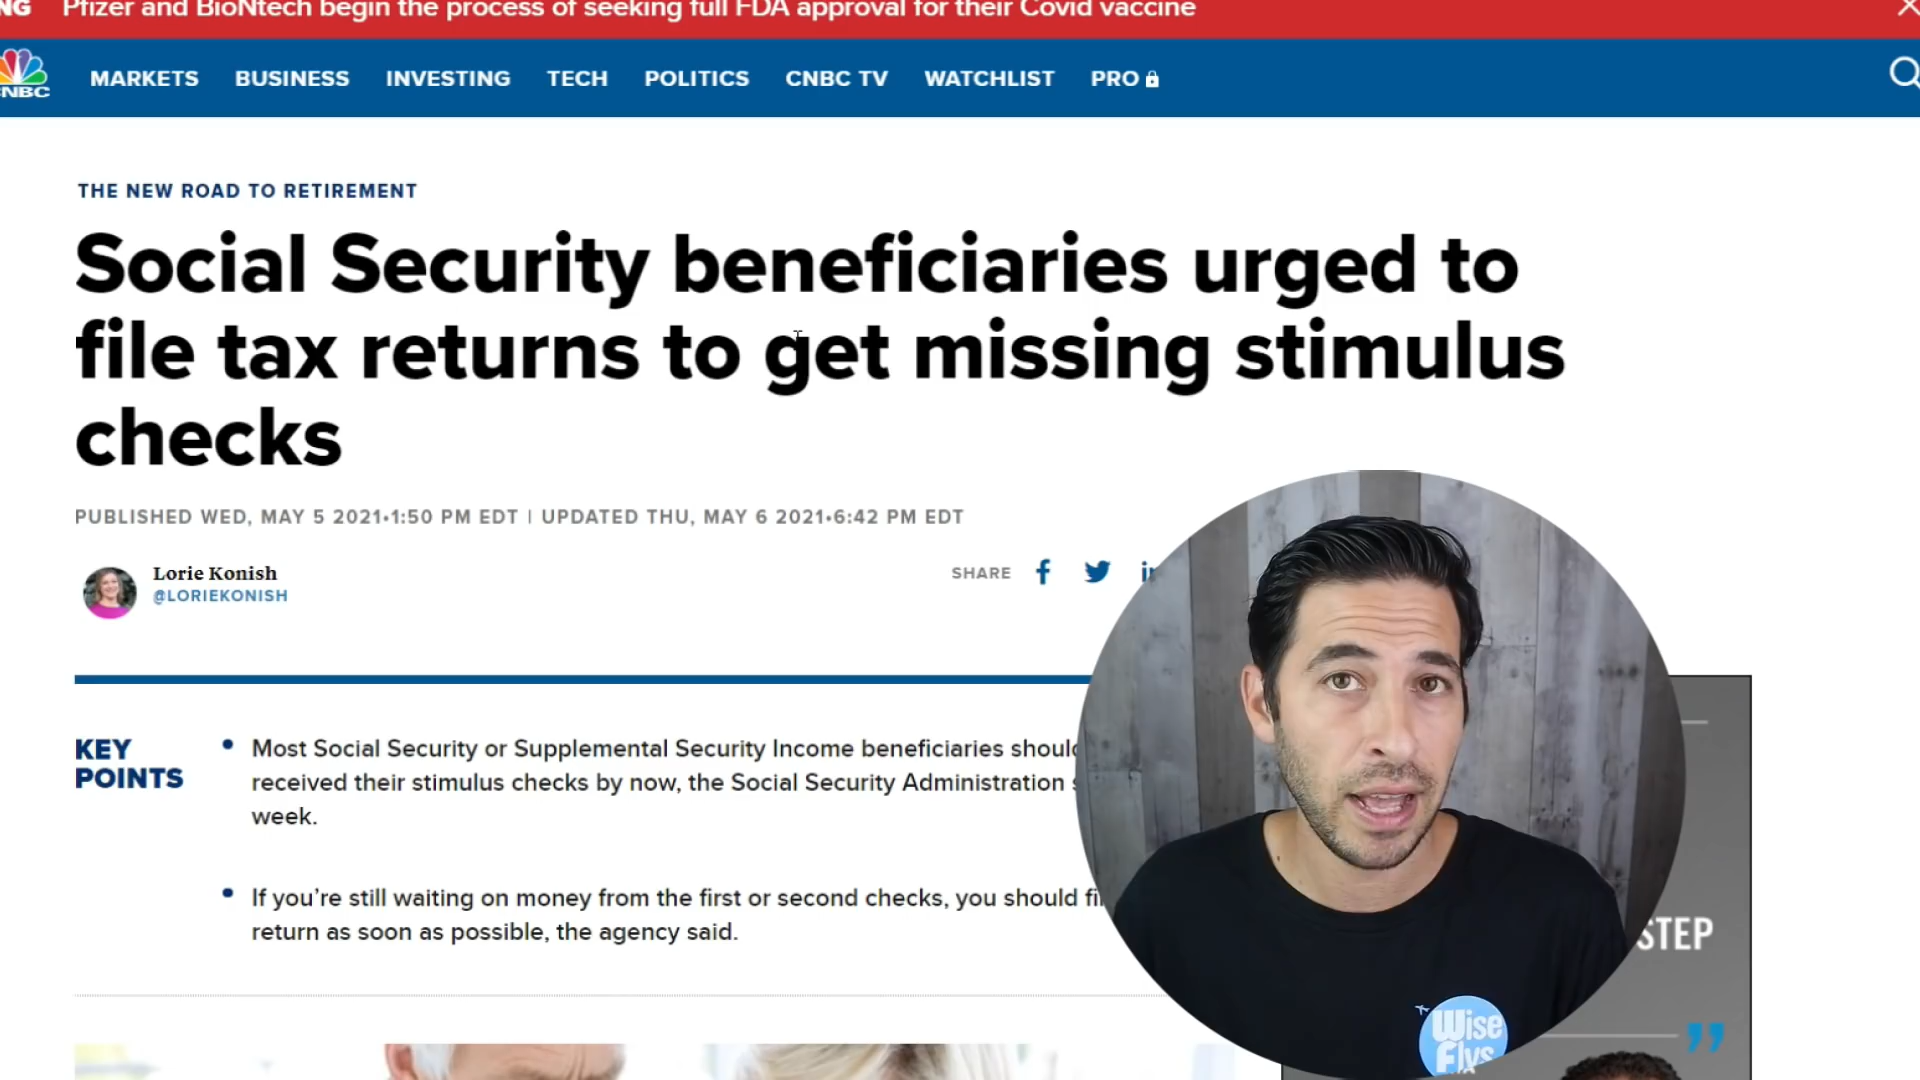 NG Pfizer and BioNtech begin the process of seeking full FDA approval for their Covid vaccine
CNBC MARKETS BUSINESS INVESTING TECH POLITICS CNBC TV WATCHLIST PRO
THE NEW ROAD TO RETIREMENT
Social Security beneficiaries urged to
file tax returns to get missing stimulus
checks
PUBLISHED WED, MAY 5 2021•1:50 PM EDT | UPDATED THU, MAY 6 2021•6:42 PM EDT
Lorie Konish
@LORIEKONISH
SHARE
KEY
POINTS
• Most Social Security or Supplemental Security Income beneficiaries should
received their stimulus checks by now, the Social Security Administration
week.
• If you’re still waiting on money from the first or second checks, you should
return as soon as possible, the agency said.
STEP
”
Wise
Flys